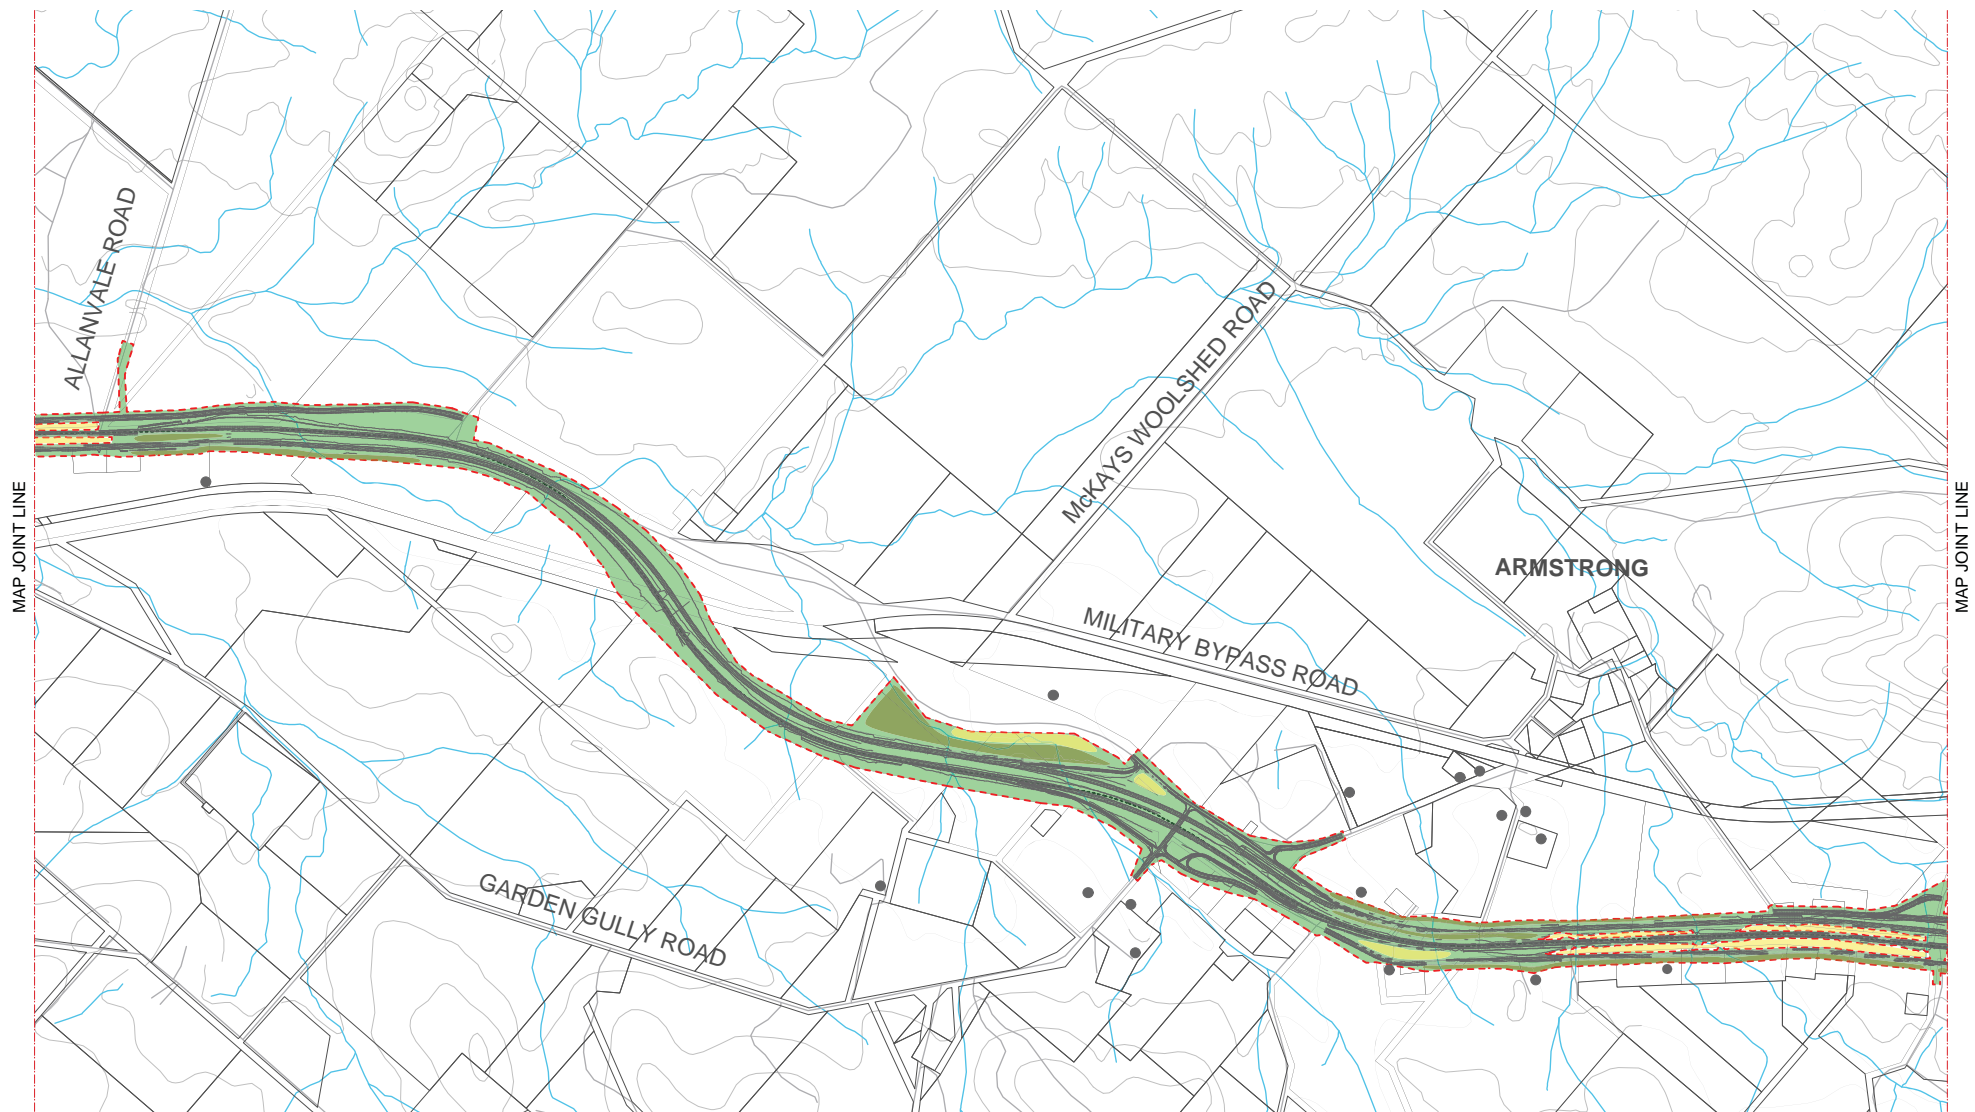 ALLANVALE ROAD
McKAYS WOOLSHED ROAD
MAP JOINT LINE
MAP JOINT LINE
ARMSTRONG
MILITARY BYPASS ROAD
GARDEN GULLY ROAD